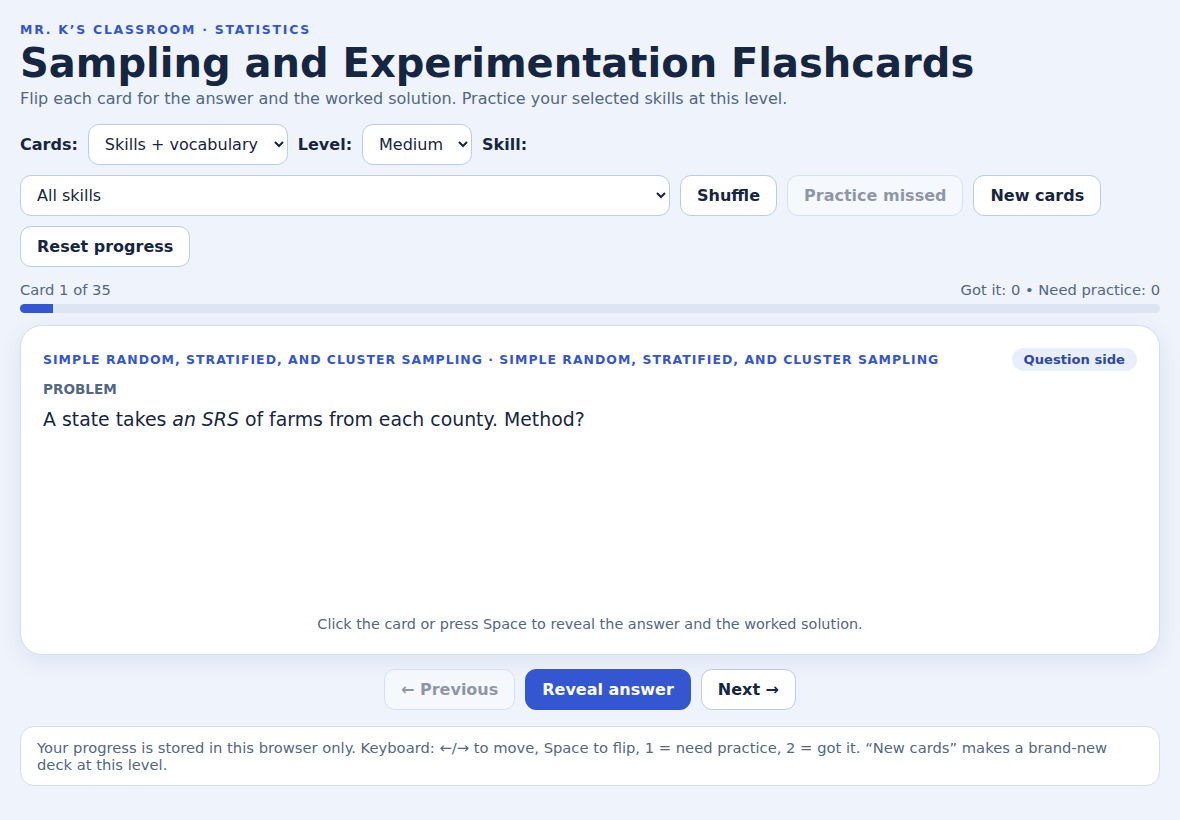 MR. K’S CLASSROOM · STATISTICS
Sampling and Experimentation Flashcards
Flip each card for the answer and the worked solution. Practice your selected skills at this level.
Cards: Skills + vocabulary Level: Medium Skill:
All skills Shuffle Practice missed New cards
Reset progress
Card 1 of 35 Got it: 0 • Need practice: 0
SIMPLE RANDOM, STRATIFIED, AND CLUSTER SAMPLING · SIMPLE RANDOM, STRATIFIED, AND CLUSTER SAMPLING Question side
PROBLEM
A state takes an SRS of farms from each county. Method?
Click the card or press Space to reveal the answer and the worked solution.
← Previous Reveal answer Next →
Your progress is stored in this browser only. Keyboard: ←/→ to move, Space to flip, 1 = need practice, 2 = got it. “New cards” makes a brand-new
deck at this level.